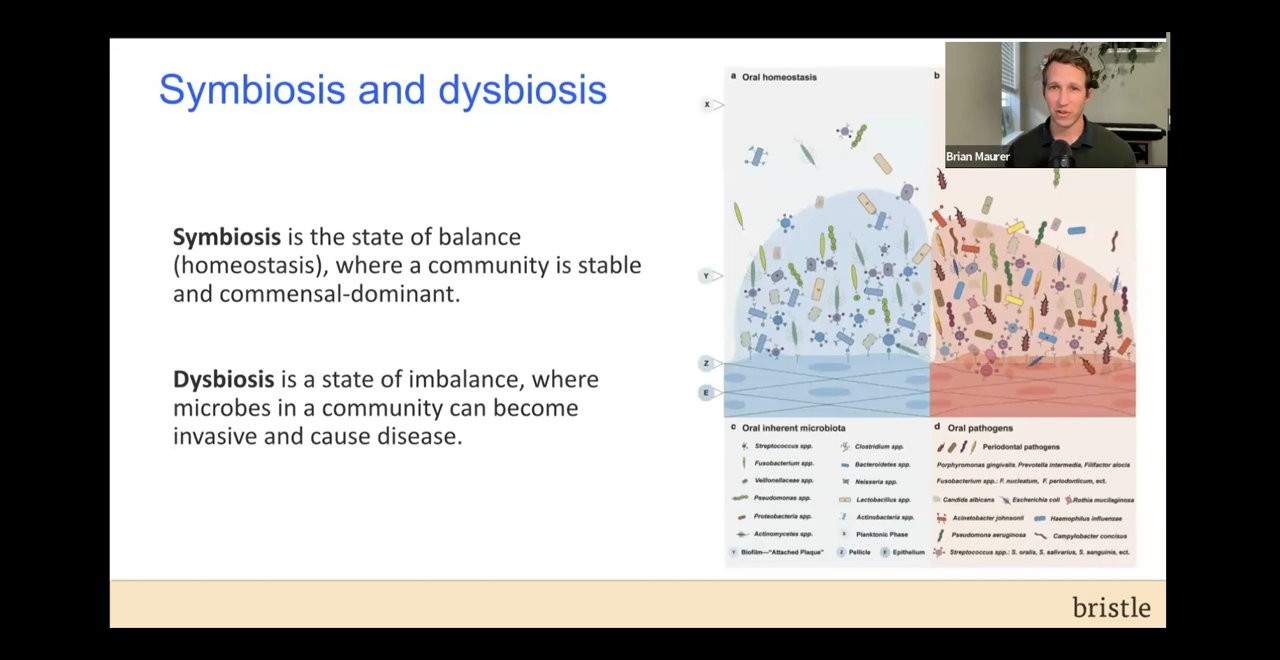 Symbiosis and dysbiosis
Symbiosis is the state of balance
(homeostasis), where a community is stable
and commensal-dominant.
Dysbiosis is a state of imbalance, where
microbes in a community can become
invasive and cause disease.
a Oral homeostasis
b
Brian Maurer
X
Y
Z
E
c Oral inherent microbiota
Streptococcus spp.
Clostridium spp.
Fusobacterium spp.
Bacteroidetes spp.
Veillonellaceae spp.
Neisseria spp.
Pseudomonas spp.
Lactobacillus spp.
Proteobacteria spp.
Actinobacteria spp.
Actinomycetes spp.
X Planktonic Phase
Y Biofilm—"Attached Plaque"
Z Pellicle
E Epithelium
d Oral pathogens
Periodontal pathogens
Porphyromonas gingivalis. Prevotella intermedia, Filifactor alocis
Fusobacterium spp.: F. nucleatum, F. periodonticum, ect.
Candida albicans
Escherichia coli
Rothia mucilaginosa
Acinetobacter johnsonii
Haemophilus influenzae
Pseudomona aeruginosa
Campylobacter concisus
Streptococcus spp.: S. oralis, S. salivarius, S. sanguinis, ect.
bristle